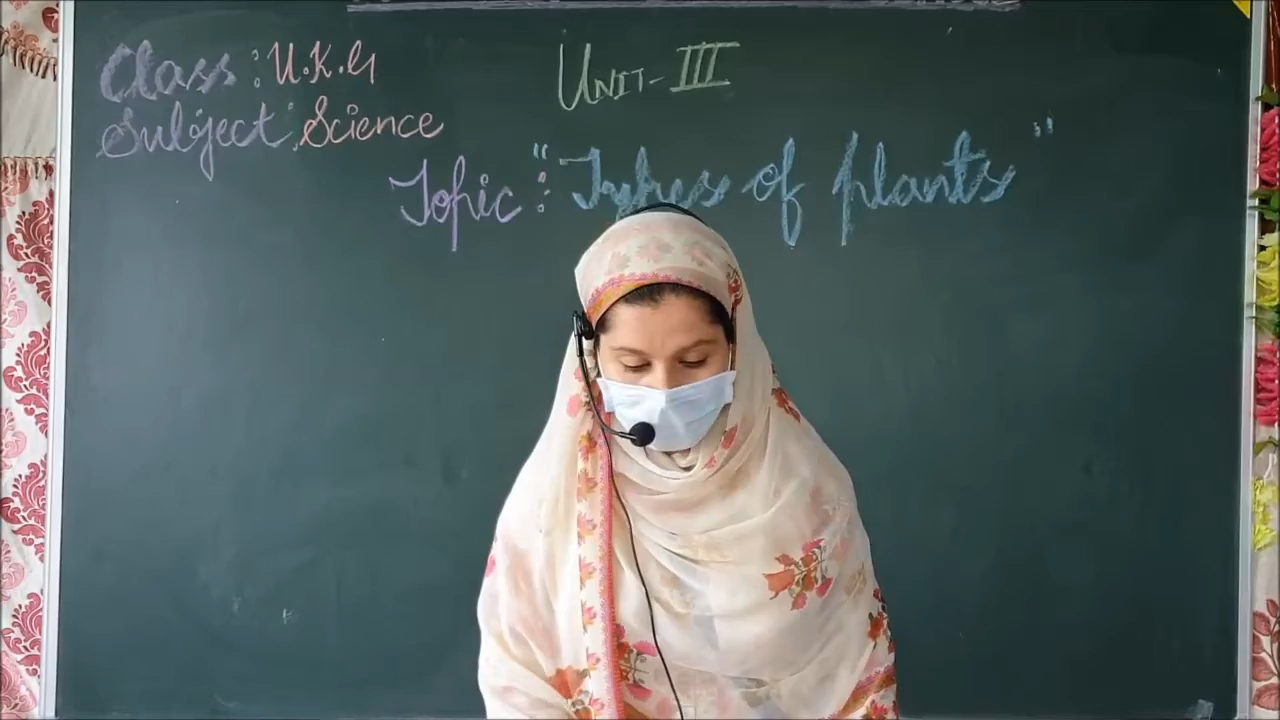 Class : U.K.G
UNIT-III
Subject : Science
Topic : "Types of plants"